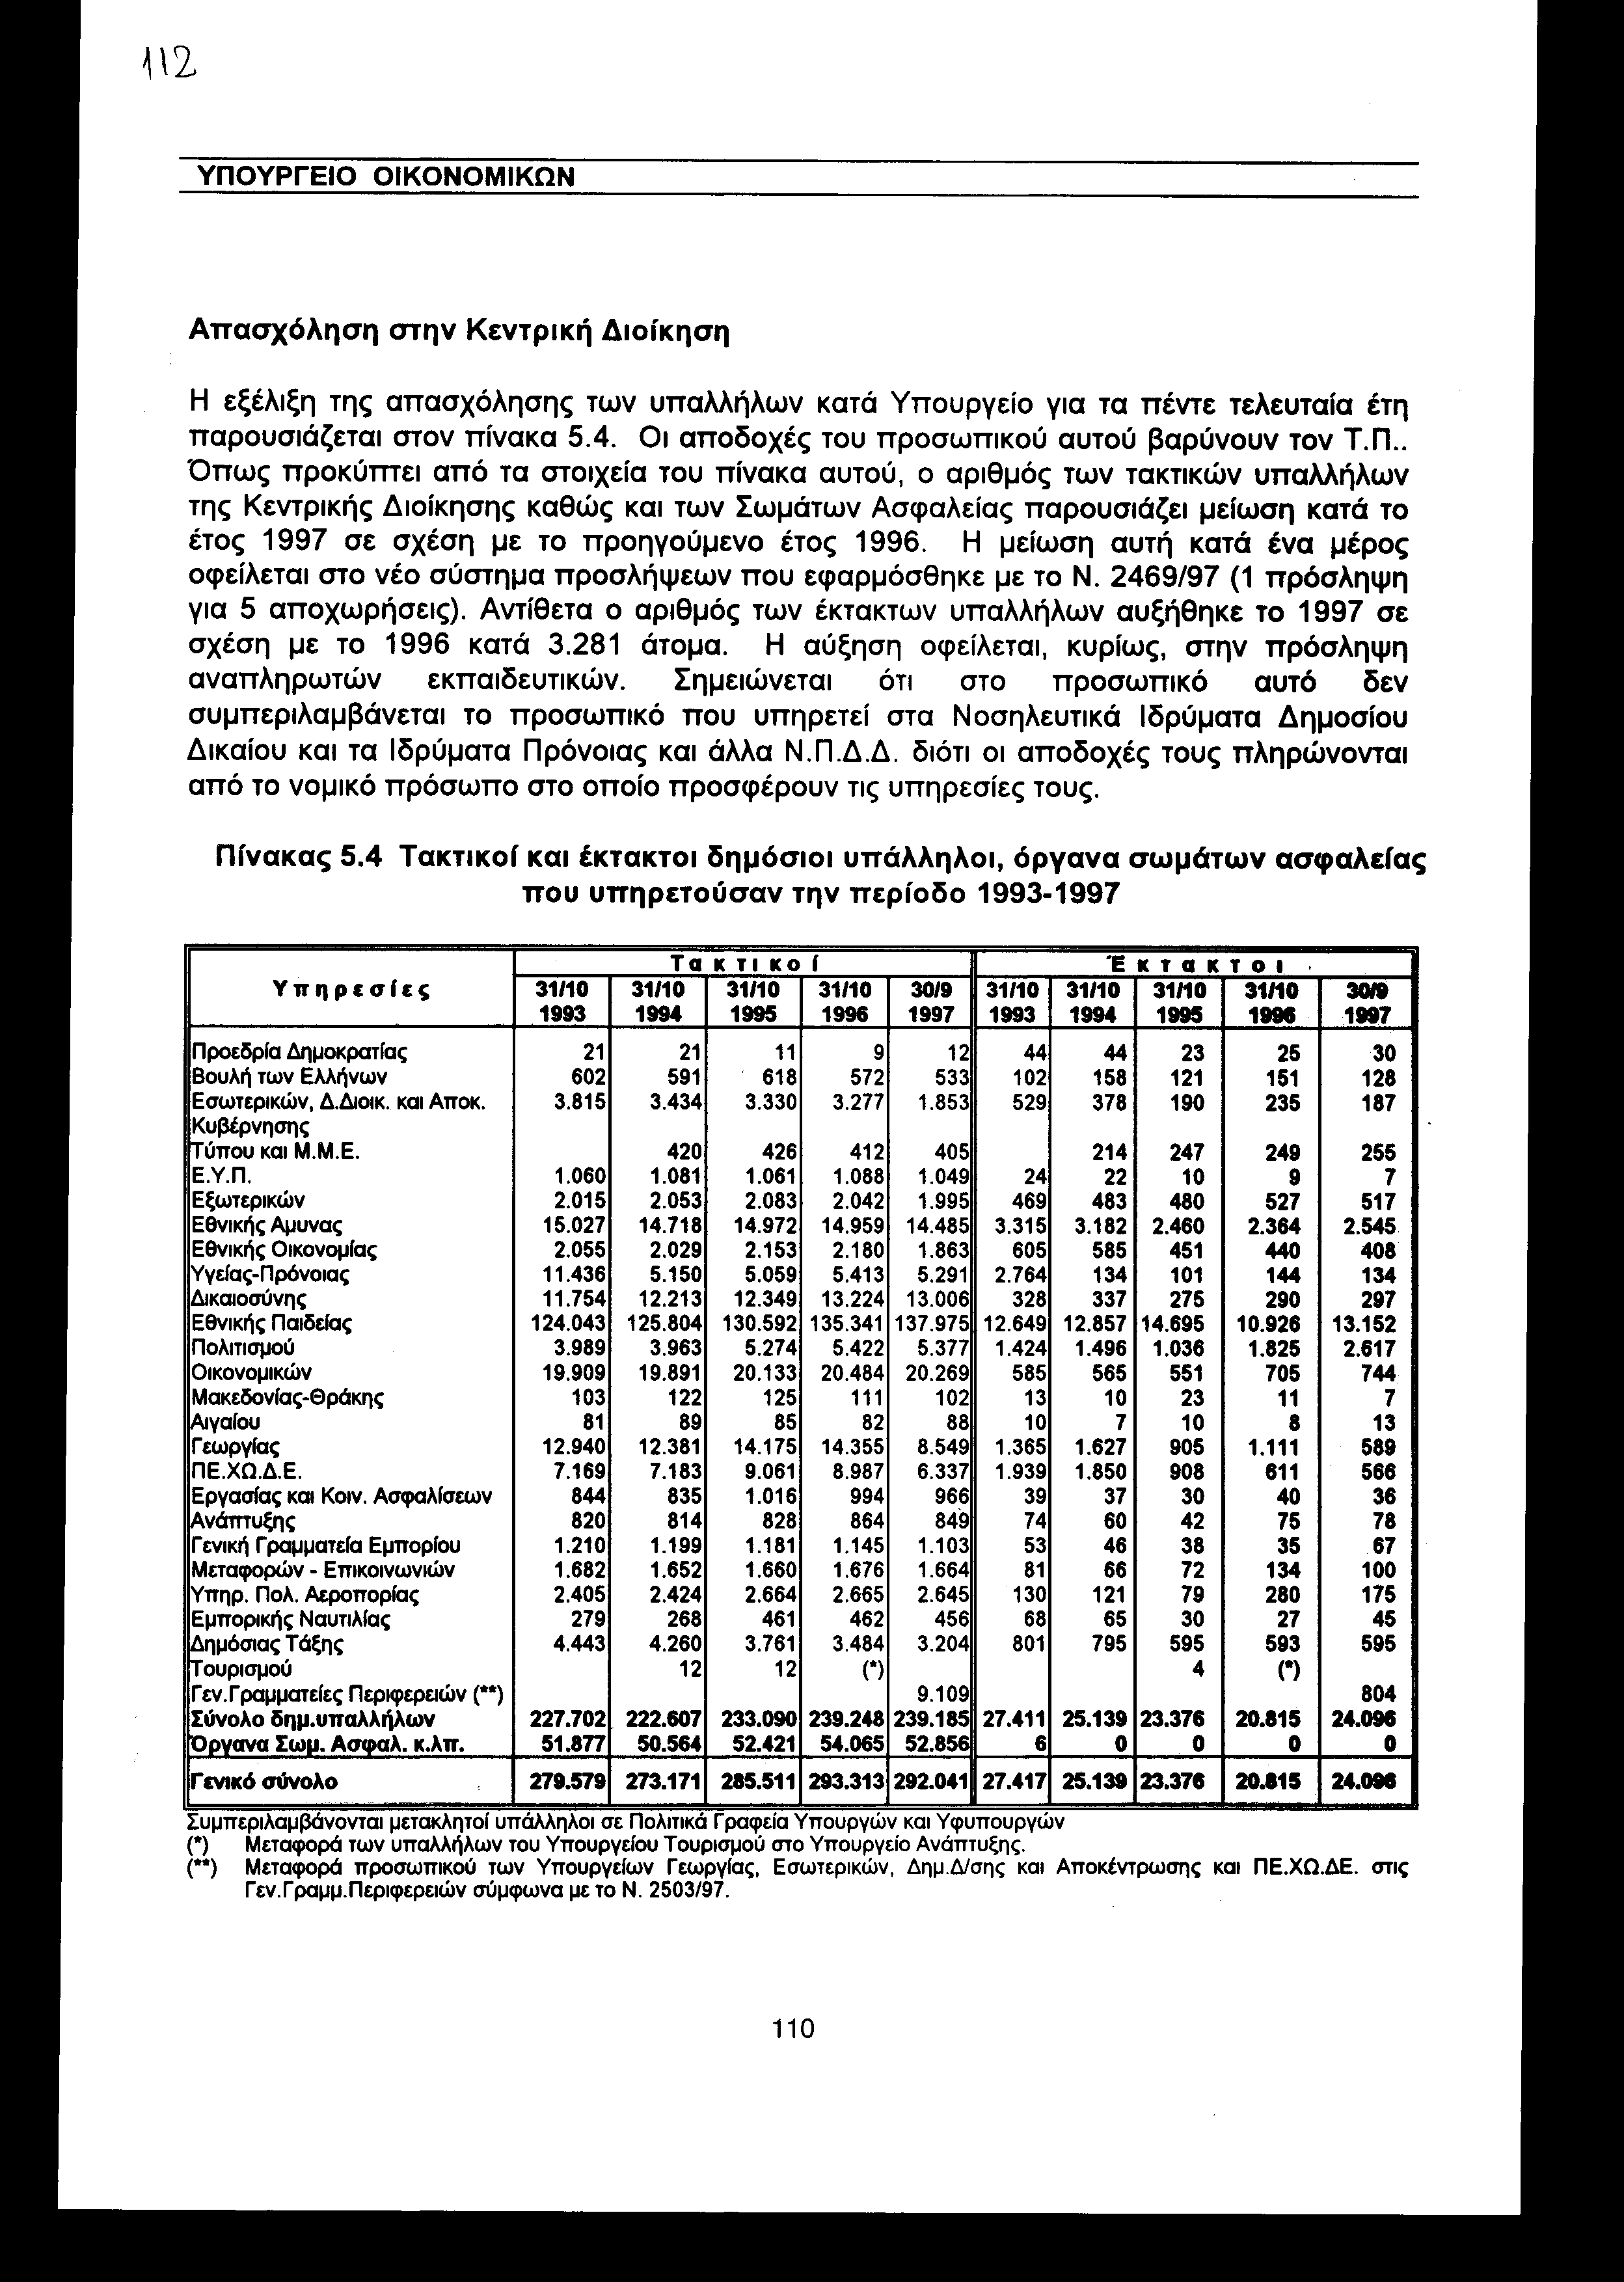 112
ΥΠΟΥΡΓΕΙΟ ΟΙΚΟΝΟΜΙΚΩΝ
Απασχόληση στην Κεντρική Διοίκηση
Η εξέλιξη της απασχόλησης των υπαλλήλων κατά Υπουργείο για τα πέντε τελευταία έτη
παρουσιάζεται στον πίνακα 5.4. Οι αποδοχές του προσωπικού αυτού βαρύνουν τον Τ.Π..
Όπως προκύπτει από τα στοιχεία του πίνακα αυτού, ο αριθμός των τακτικών υπαλλήλων
της Κεντρικής Διοίκησης καθώς και των Σωμάτων Ασφαλείας παρουσιάζει μείωση κατά το
έτος 1997 σε σχέση με το προηγούμενο έτος 1996. Η μείωση αυτή κατά ένα μέρος
οφείλεται στο νέο σύστημα προσλήψεων που εφαρμόσθηκε με το Ν. 2469/97 (1 πρόσληψη
για 5 αποχωρήσεις). Αντίθετα ο αριθμός των έκτακτων υπαλλήλων αυξήθηκε το 1997 σε
σχέση με το 1996 κατά 3.281 άτομα. Η αύξηση οφείλεται, κυρίως, στην πρόσληψη
αναπληρωτών εκπαιδευτικών. Σημειώνεται ότι στο προσωπικό αυτό δεν
συμπεριλαμβάνεται το προσωπικό που υπηρετεί στα Νοσηλευτικά Ιδρύματα Δημοσίου
Δικαίου και τα Ιδρύματα Πρόνοιας και άλλα Ν.Π.Δ.Δ. διότι οι αποδοχές τους πληρώνονται
από το νομικό πρόσωπο στο οποίο προσφέρουν τις υπηρεσίες τους.
Πίνακας 5.4 Τακτικοί και έκτακτοι δημόσιοι υπάλληλοι, όργανα σωμάτων ασφαλείας
που υπηρετούσαν την περίοδο 1993-1997
Τακτικοί Έκτακτοι
Υπηρεσίες 31/10 31/10 31/10 31/10 30/9 31/10 31/10 31/10 31/10 30/9
1993 1994 1995 1996 1997 1993 1994 1995 1996 1997
Προεδρία Δημοκρατίας 21 21 11 9 12 44 44 23 25 30
Βουλή των Ελλήνων 602 591 618 572 533 102 158 121 151 128
Εσωτερικών, Δ.Διοικ. και Αποκ. 3.815 3.434 3.330 3.277 1.853 529 378 190 235 187
Κυβέρνησης
Τύπου και Μ.Μ.Ε. 420 426 412 405 214 247 249 255
Ε.Υ.Π. 1.060 1.081 1.061 1.088 1.049 24 22 10 9 7
Εξωτερικών 2.015 2.053 2.083 2.042 1.995 469 483 480 527 517
Εθνικής Αμυνας 15.027 14.718 14.972 14.959 14.485 3.315 3.182 2.460 2.364 2.545
Εθνικής Οικονομίας 2.055 2.029 2.153 2.180 1.863 605 585 451 440 408
Υγείας-Πρόνοιας 11.436 5.150 5.059 5.413 5.291 2.764 134 101 144 134
Δικαιοσύνης 11.754 12.213 12.349 13.224 13.006 328 337 275 290 297
Εθνικής Παιδείας 124.043 125.804 130.592 135.341 137.975 12.649 12.857 14.695 10.926 13.152
Πολιτισμού 3.989 3.963 5.274 5.422 5.377 1.424 1.496 1.036 1.825 2.617
Οικονομικών 19.909 19.891 20.133 20.484 20.269 585 565 551 705 744
Μακεδονίας-Θράκης 103 122 125 111 102 13 10 23 11 7
Αιγαίου 81 89 85 82 88 10 7 10 8 13
Γεωργίας 12.940 12.381 14.175 14.355 8.549 1.365 1.627 905 1.111 589
ΠΕ.ΧΩ.Δ.Ε. 7.169 7.183 9.061 8.987 6.337 1.939 1.850 908 611 566
Εργασίας και Κοιν. Ασφαλίσεων 844 835 1.016 994 966 39 37 30 40 36
Ανάπτυξης 820 814 828 864 849 74 60 42 75 78
Γενική Γραμματεία Εμπορίου 1.210 1.199 1.181 1.145 1.103 53 46 38 35 67
Μεταφορών - Επικοινωνιών 1.682 1.652 1.660 1.676 1.664 81 66 72 134 100
Υπηρ. Πολ. Αεροπορίας 2.405 2.424 2.664 2.665 2.645 130 121 79 280 175
Εμπορικής Ναυτιλίας 279 268 461 462 456 68 65 30 27 45
Δημόσιας Τάξης 4.443 4.260 3.761 3.484 3.204 801 795 595 593 595
Τουρισμού 12 12 (*) 4 (*)
Γεν.Γραμματείες Περιφερειών (**) 9.109 804
Σύνολο δημ.υπαλλήλων 227.702 222.607 233.090 239.248 239.185 27.411 25.139 23.376 20.815 24.096
Όργανα Σωμ. Ασφαλ. κ.λπ. 51.877 50.564 52.421 54.065 52.856 6 0 0 0 0
Γενικό σύνολο 279.579 273.171 285.511 293.313 292.041 27.417 25.139 23.376 20.815 24.096
Συμπεριλαμβάνονται μετακλητοί υπάλληλοι σε Πολιτικά Γραφεία Υπουργών και Υφυπουργών
(*) Μεταφορά των υπαλλήλων του Υπουργείου Τουρισμού στο Υπουργείο Ανάπτυξης.
(**) Μεταφορά προσωπικού των Υπουργείων Γεωργίας, Εσωτερικών, Δημ.Δ/σης και Αποκέντρωσης και ΠΕ.ΧΩ.ΔΕ. στις
Γεν.Γραμμ.Περιφερειών σύμφωνα με το Ν. 2503/97.
110